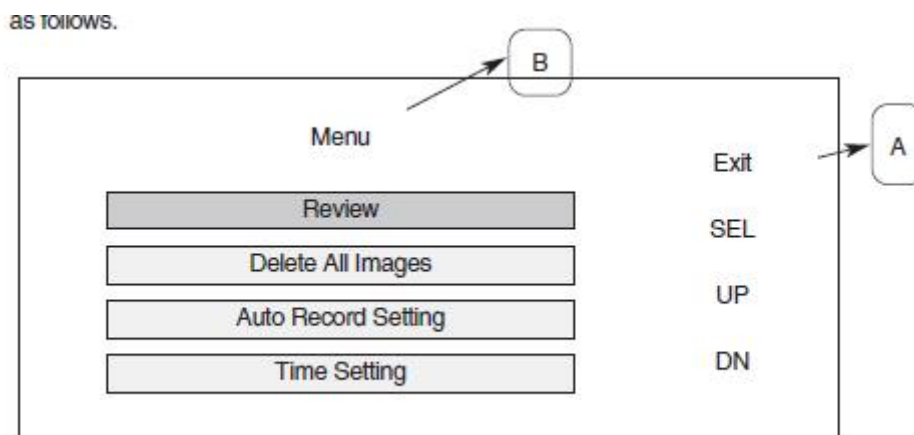 as follows.
B
Menu
A
Exit
Review
SEL
Delete All Images
UP
Auto Record Setting
DN
Time Setting